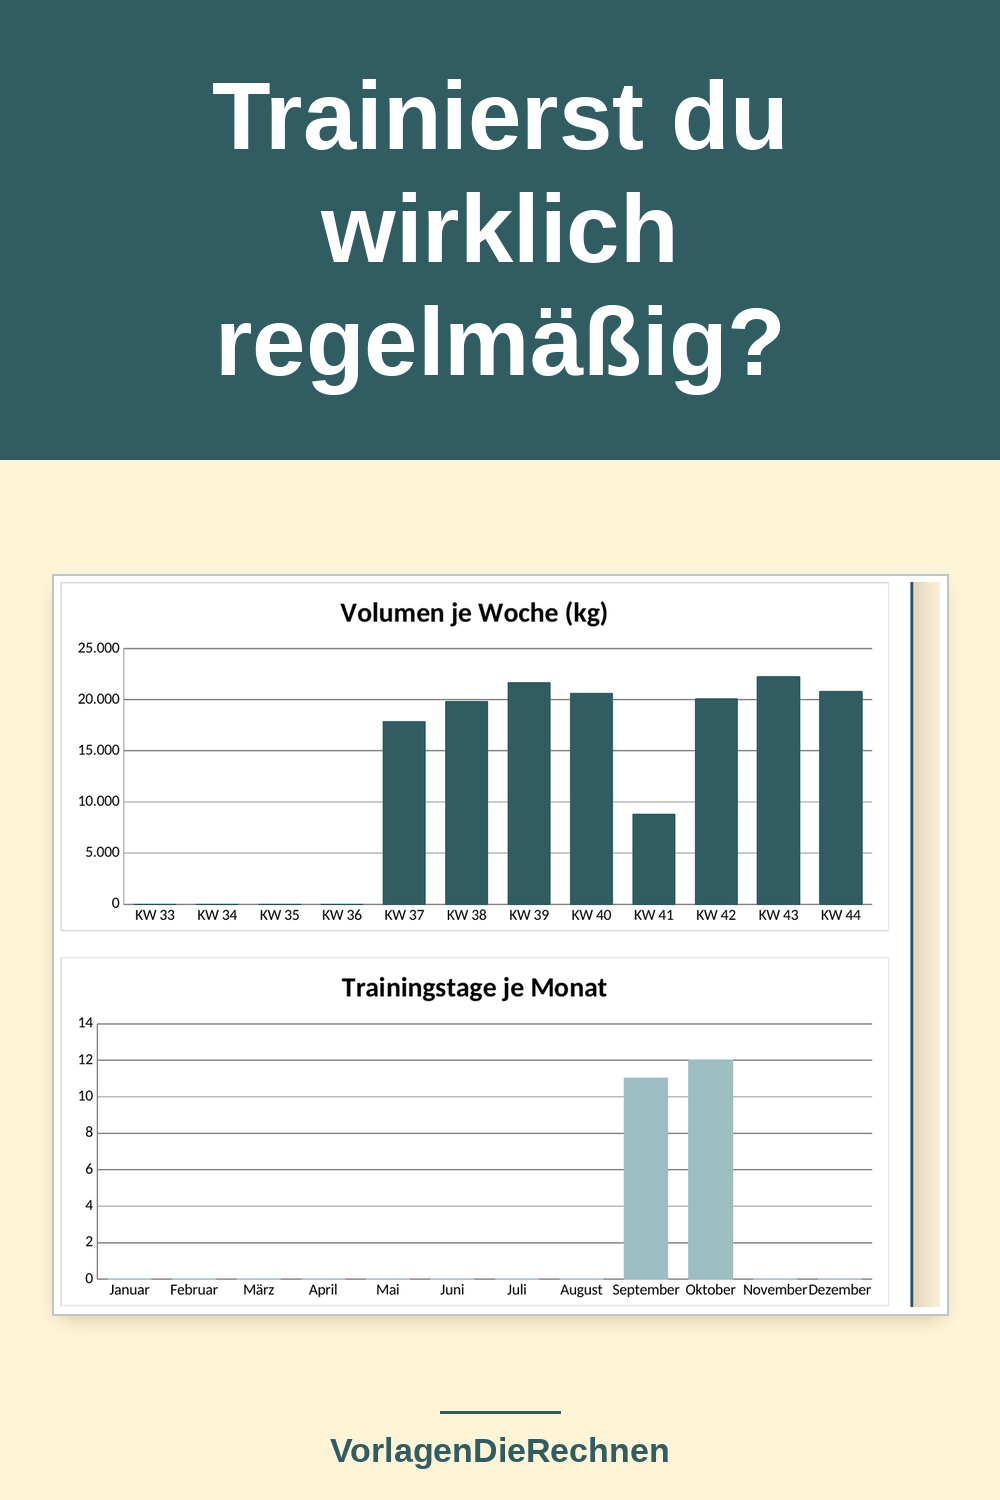 Trainierst du
wirklich
regelmäßig?
Volumen je Woche (kg)
25.000
20.000
15.000
10.000
5.000
0
KW 33 KW 34 KW 35 KW 36 KW 37 KW 38 KW 39 KW 40 KW 41 KW 42 KW 43 KW 44
Trainingstage je Monat
14
12
10
8
6
4
2
0
Januar Februar März April Mai Juni Juli August September Oktober November Dezember
VorlagenDieRechnen